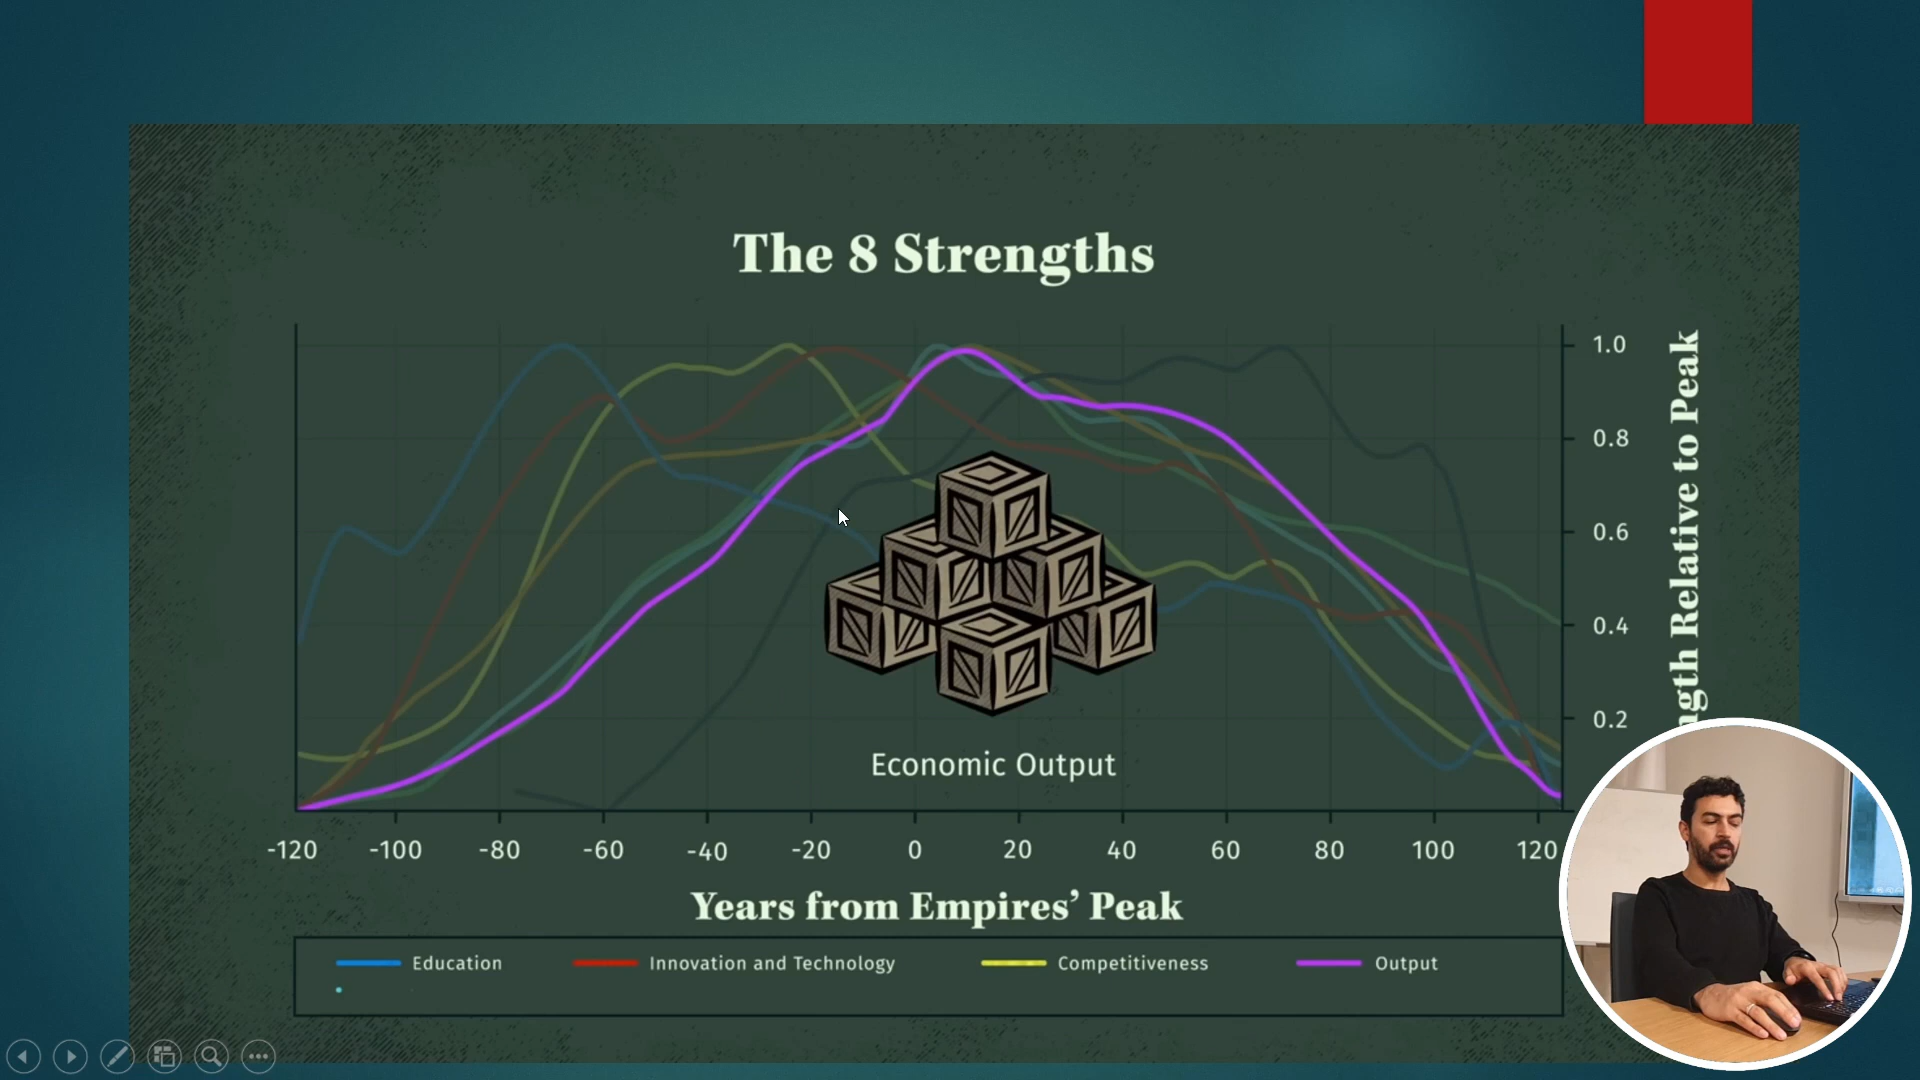 The 8 Strengths
1.0
0.8
0.6
0.4
0.2
ngth Relative to Peak
Economic Output
-120 -100 -80 -60 -40 -20 0 20 40 60 80 100 120
Years from Empires’ Peak
Education Innovation and Technology Competitiveness Output